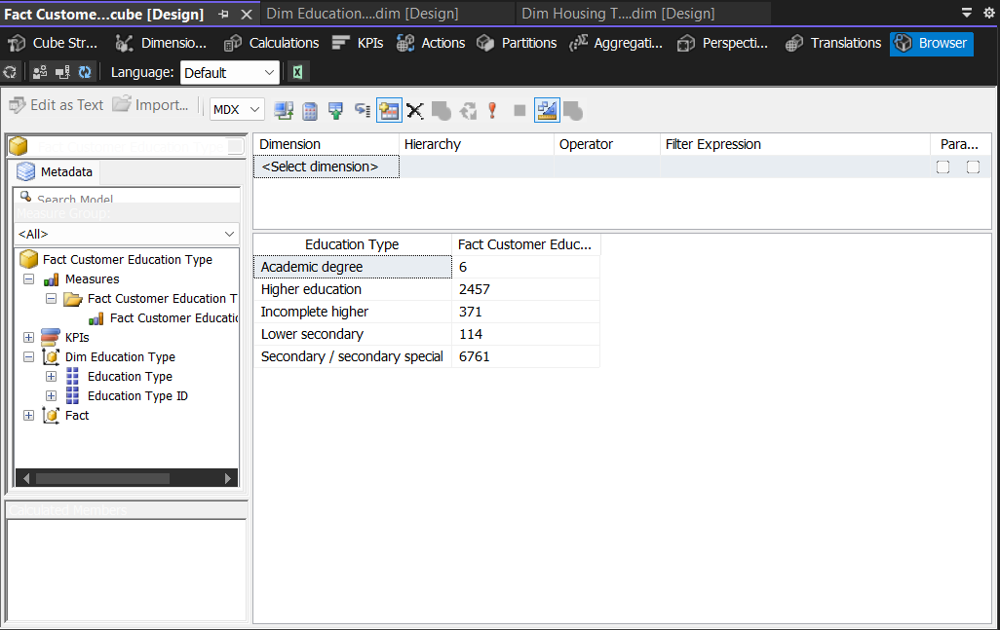 Fact Custome...cube [Design] Dim Education....dim [Design] Dim Housing T....dim [Design]
Cube Str... Dimensio... Calculations KPIs Actions Partitions Aggregati... Perspecti... Translations Browser
Language: Default
Edit as Text Import... MDX
Fact Customer Education Type
Metadata
Search Model
Measure Group:
<All>
Fact Customer Education Type
Measures
Fact Customer Education T
Fact Customer Educatic
KPIs
Dim Education Type
Education Type
Education Type ID
Fact
Calculated Members
Dimension Hierarchy Operator Filter Expression Para...
<Select dimension>
Education Type Fact Customer Educ...
Academic degree 6
Higher education 2457
Incomplete higher 371
Lower secondary 114
Secondary / secondary special 6761